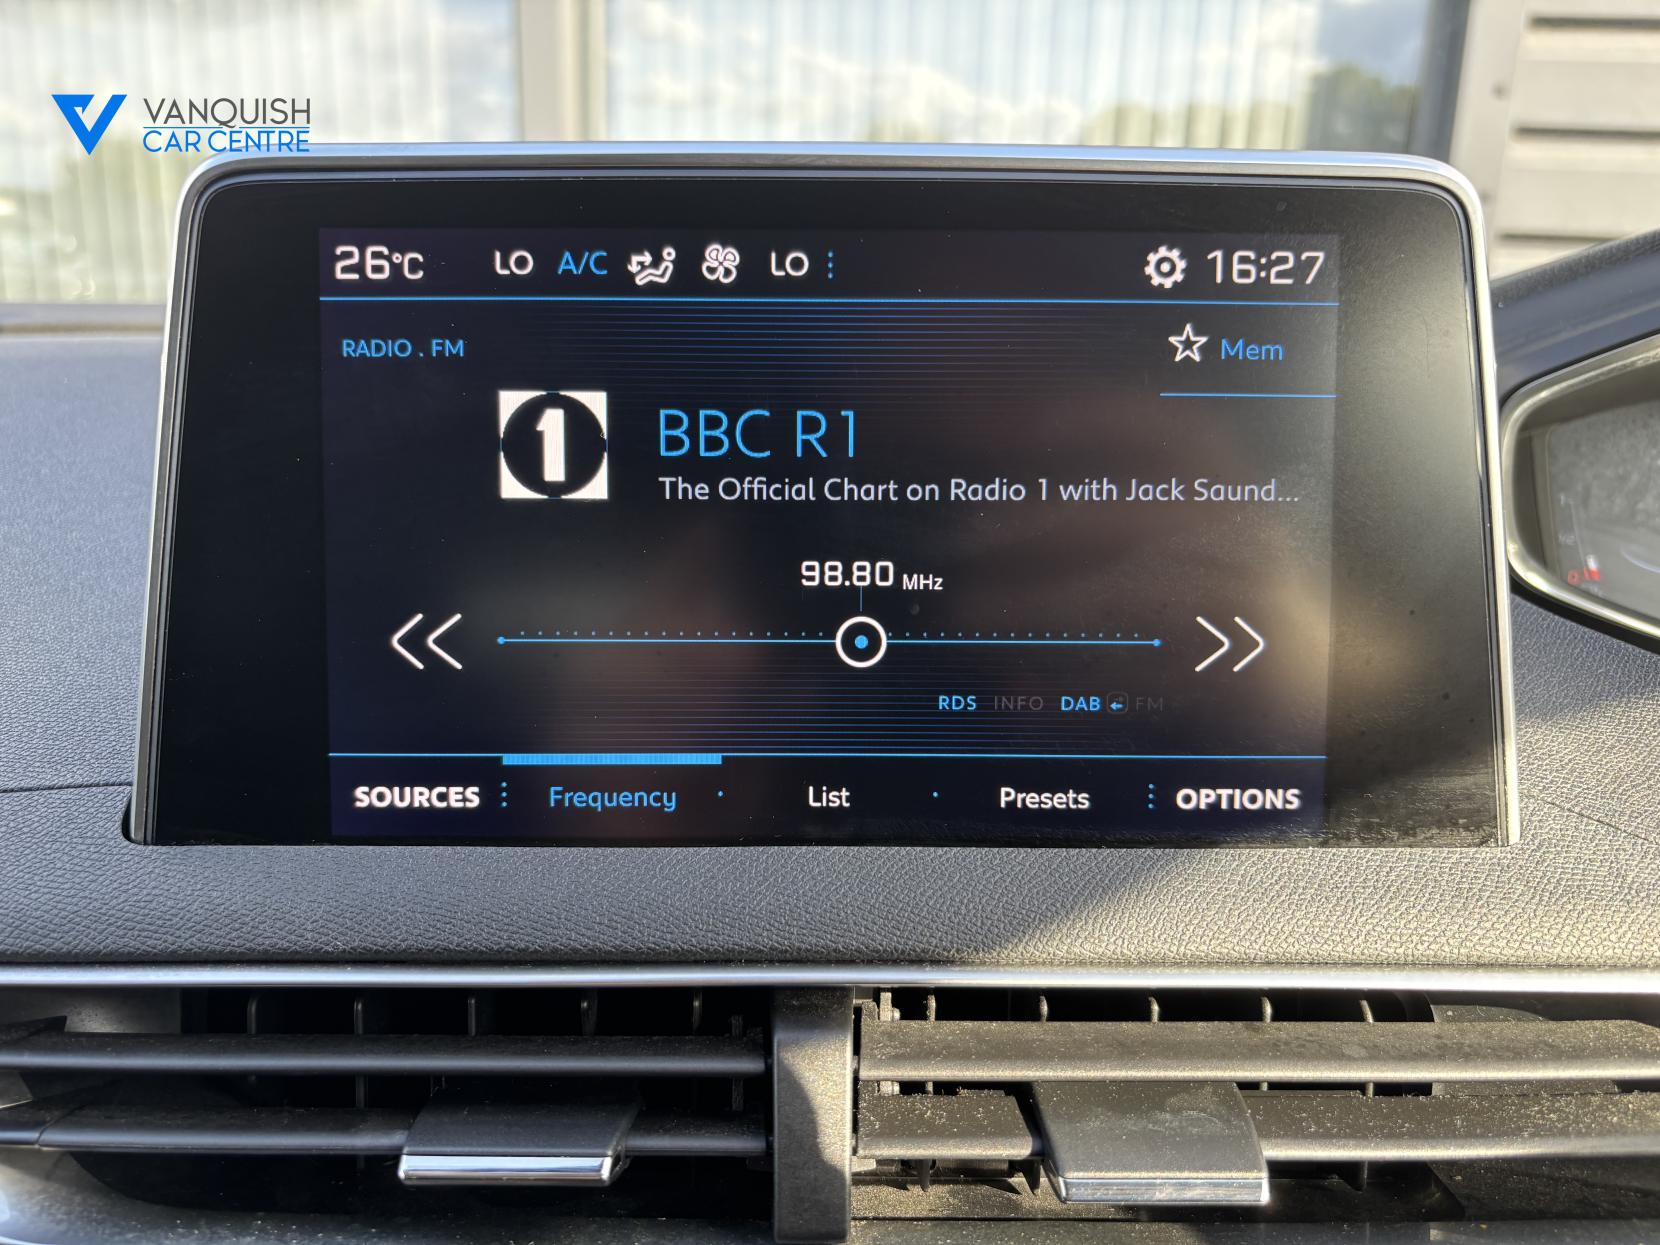 VANQUISH
CAR CENTRE
26°C LO A/C LO 16:27
RADIO . FM
Mem
1
BBC R1
The Official Chart on Radio 1 with Jack Saund...
98.80 MHz
RDS INFO DAB FM
SOURCES Frequency List Presets OPTIONS